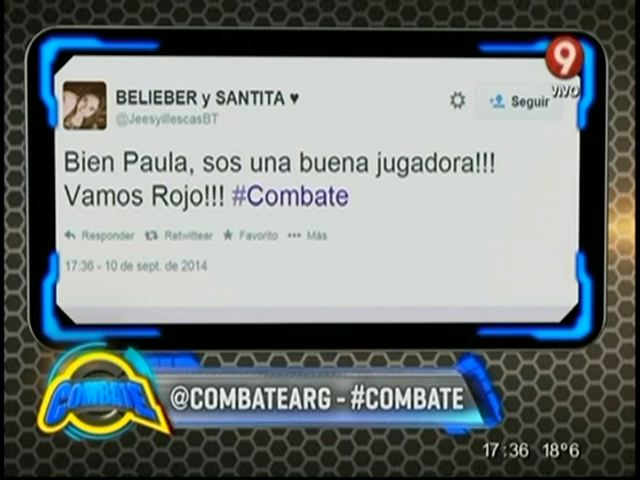 9
VIVO
BELIEBER y SANTITA ♥
@JeesyillescasBT
Seguir
Bien Paula, sos una buena jugadora!!!
Vamos Rojo!!! #Combate
Responder Retwittear Favorito Más
17:36 - 10 de sept. de 2014
COMBATE
@COMBATEARG - #COMBATE
17:36 18°6